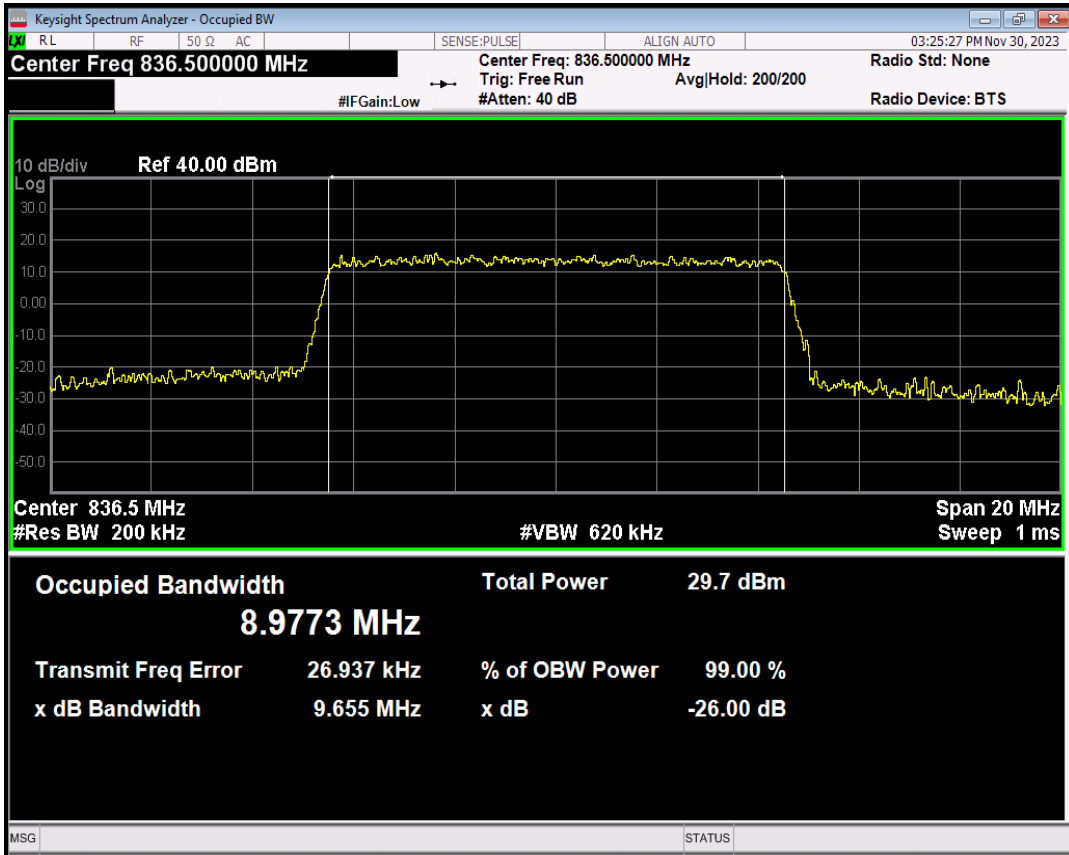 Keysight Spectrum Analyzer - Occupied BW
LXI RL RF 50 Ω AC SENSE:PULSE ALIGN AUTO 03:25:27 PM Nov 30, 2023
Center Freq 836.500000 MHz Center Freq: 836.500000 MHz Radio Std: None
Trig: Free Run Avg|Hold: 200/200
#IFGain:Low #Atten: 40 dB Radio Device: BTS
10 dB/div Ref 40.00 dBm
Log
30.0
20.0
10.0
0.00
-10.0
-20.0
-30.0
-40.0
-50.0
Center 836.5 MHz Span 20 MHz
#Res BW 200 kHz #VBW 620 kHz Sweep 1 ms
Occupied Bandwidth Total Power 29.7 dBm
8.9773 MHz
Transmit Freq Error 26.937 kHz % of OBW Power 99.00 %
x dB Bandwidth 9.655 MHz x dB -26.00 dB
MSG STATUS